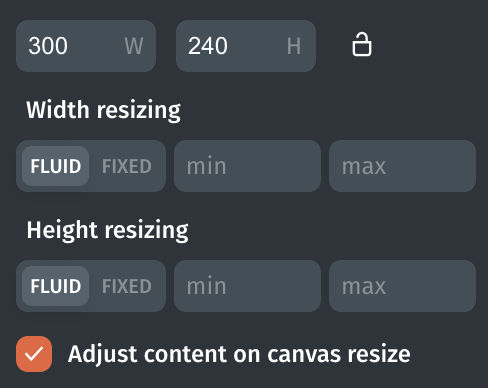 300 W 240 H
Width resizing
FLUID FIXED min max
Height resizing
FLUID FIXED min max
Adjust content on canvas resize